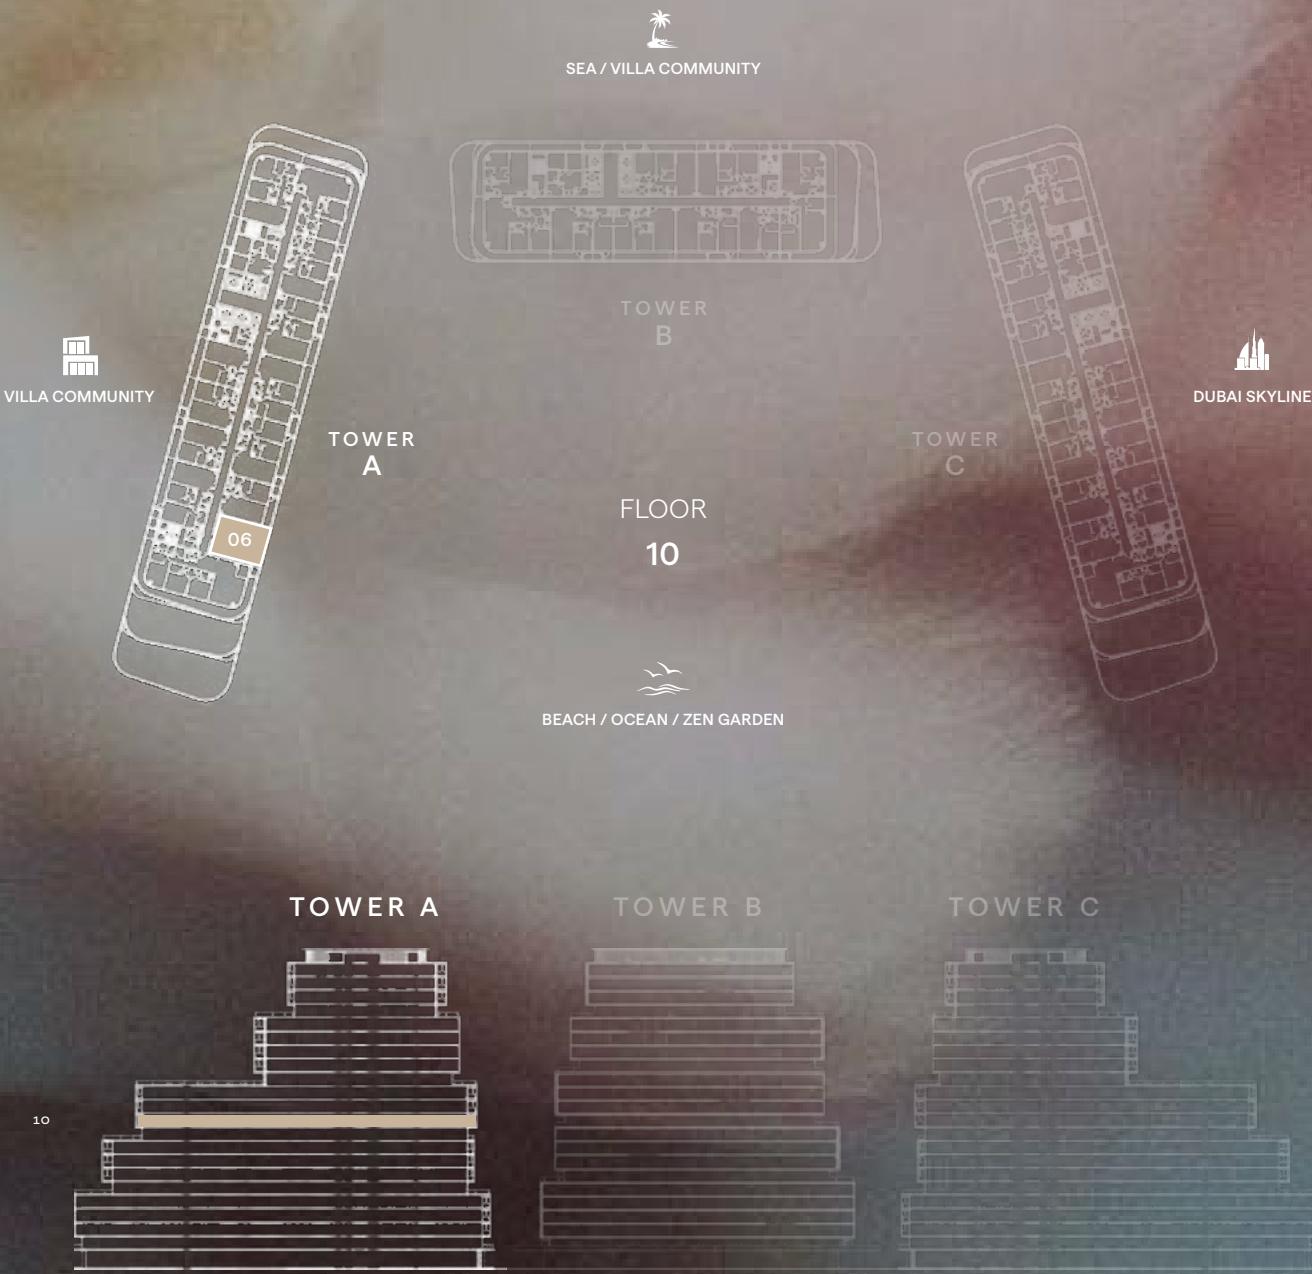 SEA / VILLA COMMUNITY
TOWER
B
VILLA COMMUNITY
DUBAI SKYLINE
TOWER
A
TOWER
C
FLOOR
10
06
BEACH / OCEAN / ZEN GARDEN
TOWER A
TOWER B
TOWER C
10